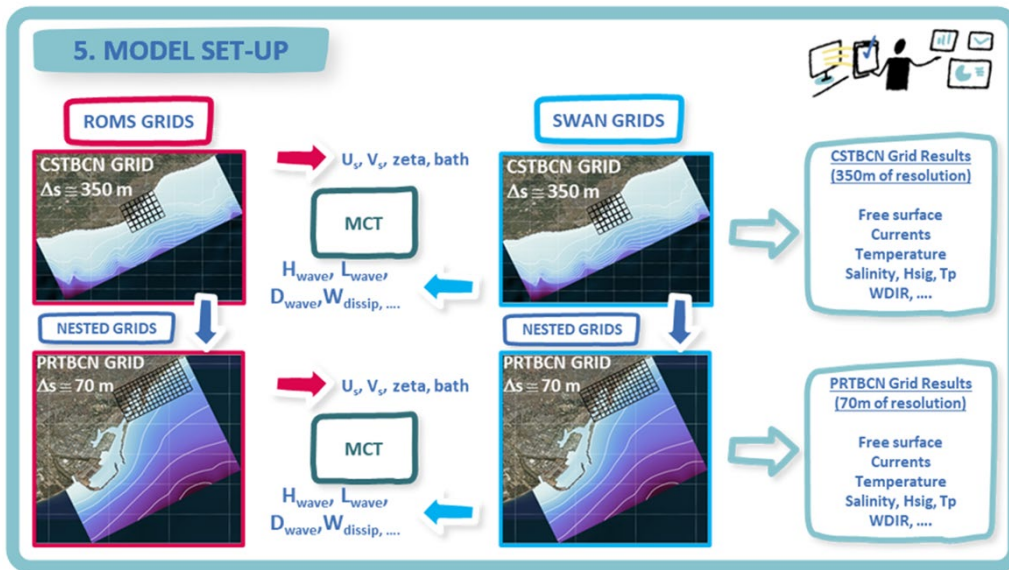 5. MODEL SET-UP
ROMS GRIDS
CSTBCN GRID
Δs ≅ 350 m
Us, Vs, zeta, bath
MCT
Hwave, Lwave,
Dwave,Wdissip, ....
SWAN GRIDS
CSTBCN GRID
Δs ≅ 350 m
CSTBCN Grid Results
(350m of resolution)
Free surface
Currents
Temperature
Salinity, Hsig, Tp
WDIR, ....
NESTED GRIDS
NESTED GRIDS
PRTBCN GRID
Δs ≅ 70 m
Us, Vs, zeta, bath
MCT
Hwave, Lwave,
Dwave,Wdissip, ....
PRTBCN GRID
Δs ≅ 70 m
PRTBCN Grid Results
(70m of resolution)
Free surface
Currents
Temperature
Salinity, Hsig, Tp
WDIR, ....